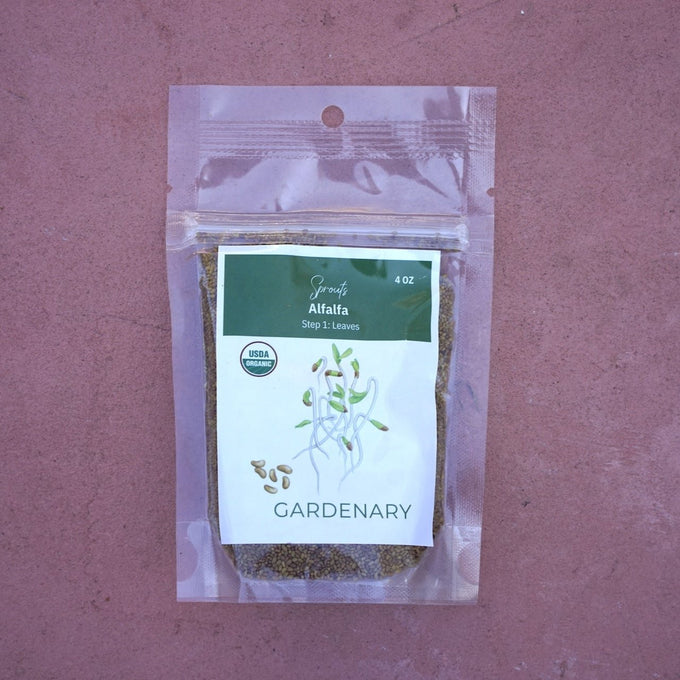 Sprouts
4 OZ
Alfalfa
Step 1: Leaves
USDA
ORGANIC
GARDENARY